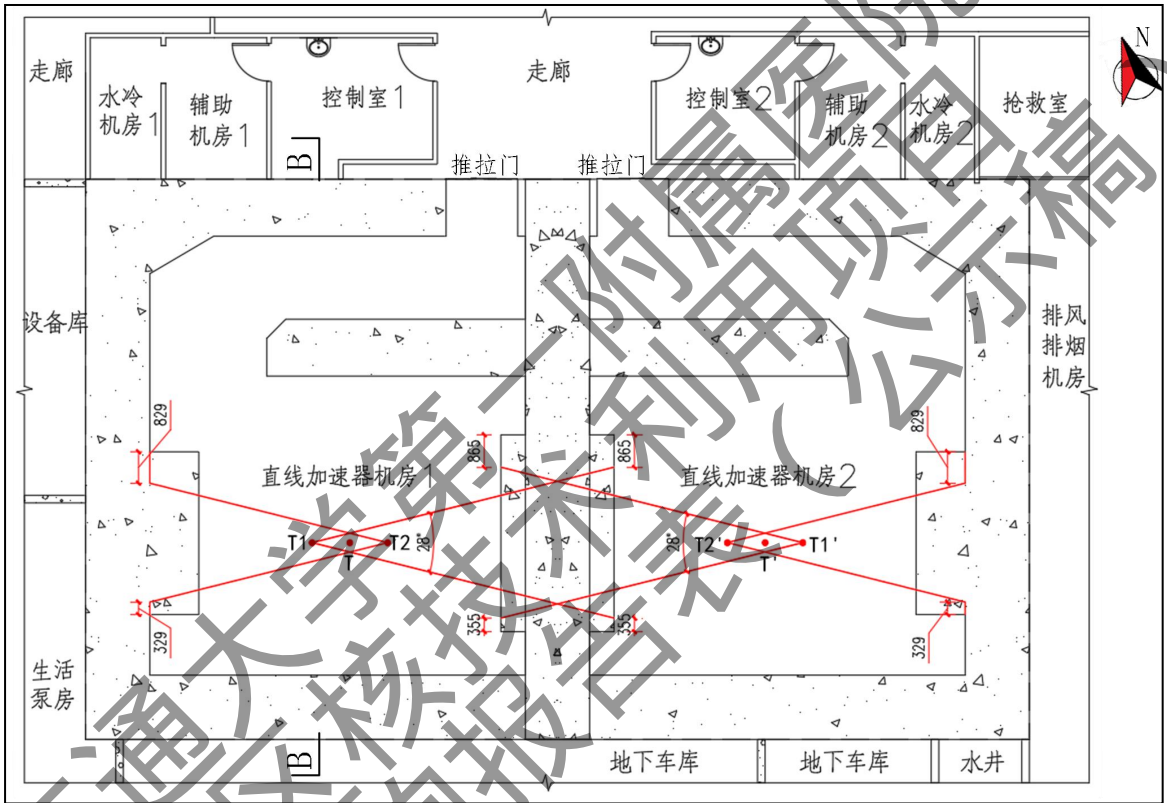 N
走廊
水冷
机房1
辅助
机房1
控制室1
走廊
控制室2
辅助
机房2
水冷
机房2
抢救室
B
推拉门
推拉门
设备库
排风
排烟
机房
829
865
865
829
直线加速器机房1
直线加速器机房2
T1
T2
T
28°
28°
T2'
T1'
T'
329
355
355
329
生活
泵房
B
地下车库
地下车库
水井
通大学第一附属医院
区核技术利用项目
响报告表（公示稿